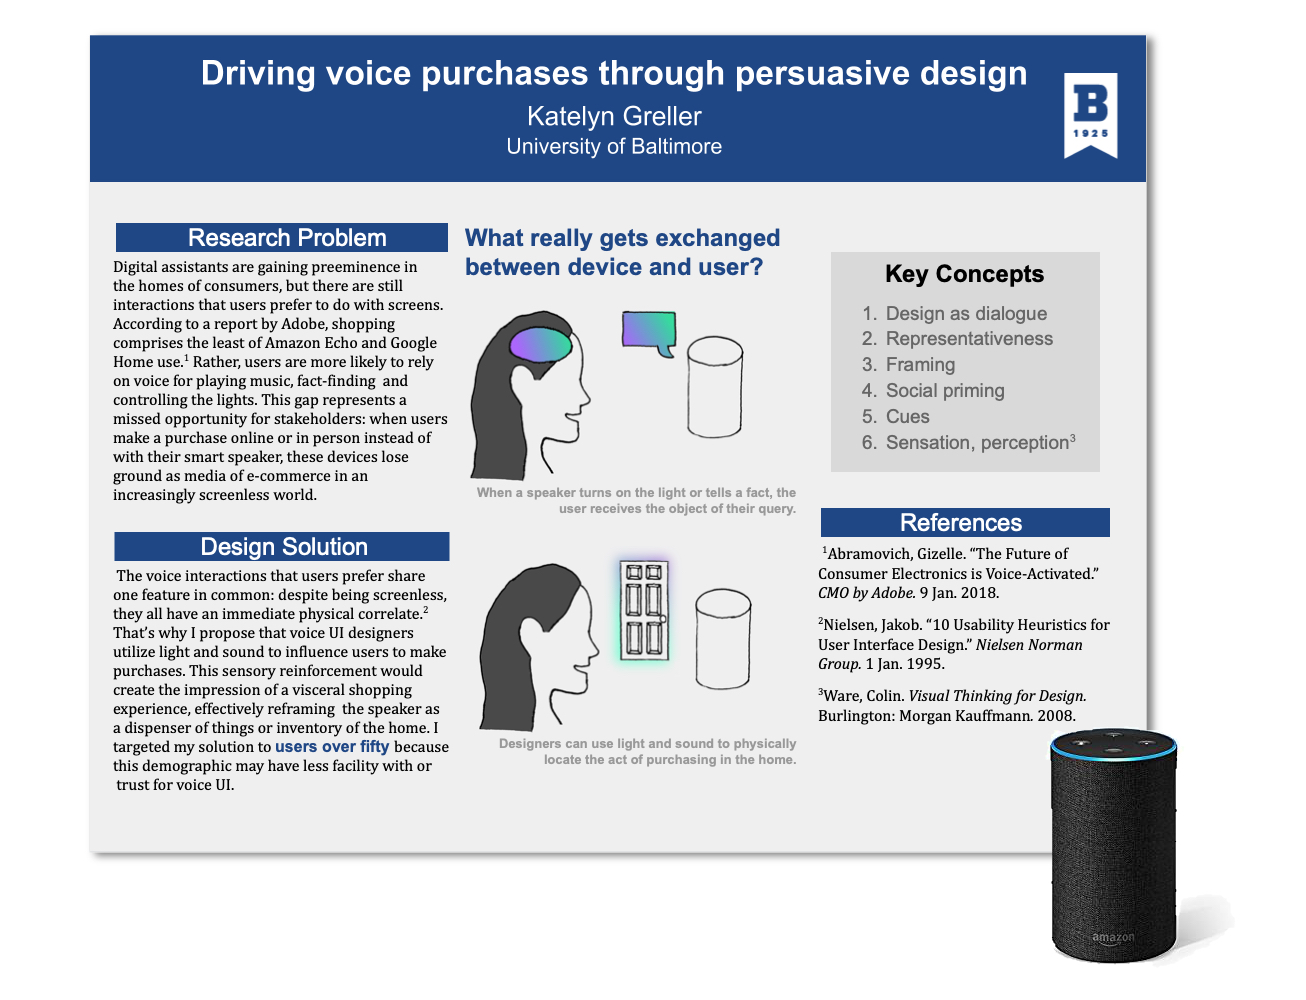 Driving voice purchases through persuasive design
Katelyn Greller
University of Baltimore
B
1925
Research Problem
Digital assistants are gaining preeminence in
the homes of consumers, but there are still
interactions that users prefer to do with screens.
According to a report by Adobe, shopping
comprises the least of Amazon Echo and Google
Home use.¹ Rather, users are more likely to rely
on voice for playing music, fact-finding and
controlling the lights. This gap represents a
missed opportunity for stakeholders: when users
make a purchase online or in person instead of
with their smart speaker, these devices lose
ground as media of e-commerce in an
increasingly screenless world.
Design Solution
The voice interactions that users prefer share
one feature in common: despite being screenless,
they all have an immediate physical correlate.²
That's why I propose that voice UI designers
utilize light and sound to influence users to make
purchases. This sensory reinforcement would
create the impression of a visceral shopping
experience, effectively reframing the speaker as
a dispenser of things or inventory of the home. I
targeted my solution to users over fifty because
this demographic may have less facility with or
trust for voice UI.
What really gets exchanged
between device and user?
When a speaker turns on the light or tells a fact, the
user receives the object of their query.
Designers can use light and sound to physically
locate the act of purchasing in the home.
Key Concepts
1. Design as dialogue
2. Representativeness
3. Framing
4. Social priming
5. Cues
6. Sensation, perception³
References
¹Abramovich, Gizelle. “The Future of
Consumer Electronics is Voice-Activated.”
CMO by Adobe. 9 Jan. 2018.
²Nielsen, Jakob. “10 Usability Heuristics for
User Interface Design.” Nielsen Norman
Group. 1 Jan. 1995.
³Ware, Colin. Visual Thinking for Design.
Burlington: Morgan Kauffmann. 2008.
amazon